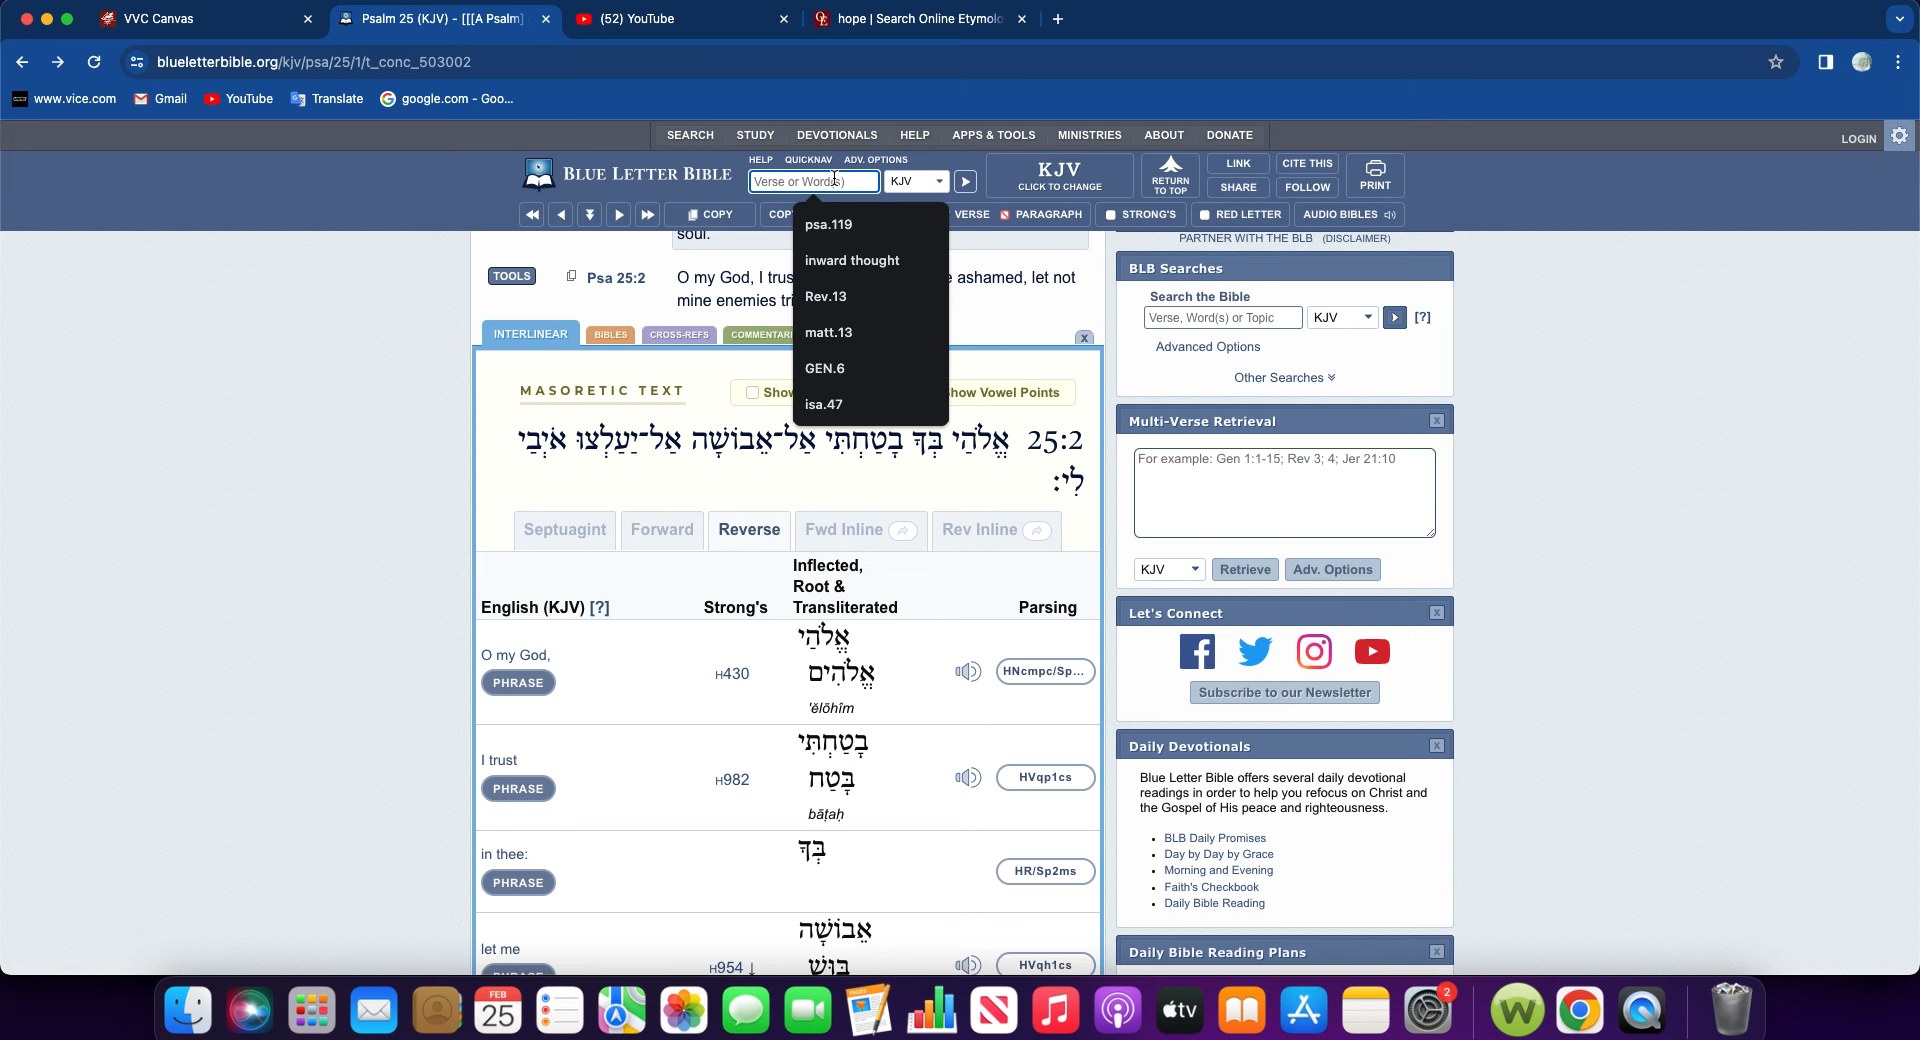 VVC Canvas
Psalm 25 (KJV) - [[[A Psalm]
(52) YouTube
hope | Search Online Etymolo
blueletterbible.org/kjv/psa/25/1/t_conc_503002
www.vice.com
Gmail
YouTube
Translate
google.com - Goo...
SEARCH STUDY DEVOTIONALS HELP APPS & TOOLS MINISTRIES ABOUT DONATE
LOGIN
HELP QUICKNAV ADV. OPTIONS
BLUE LETTER BIBLE
Verse or Word(s)
KJV
KJV
CLICK TO CHANGE
RETURN
TO TOP
LINK
CITE THIS
SHARE
FOLLOW
PRINT
COPY
COP
VERSE
PARAGRAPH
STRONG'S
RED LETTER
AUDIO BIBLES
psa.119
inward thought
Rev.13
matt.13
GEN.6
isa.47
soul.
TOOLS
Psa 25:2
O my God, I trus ashamed, let not
mine enemies tri
INTERLINEAR
BIBLES
CROSS-REFS
COMMENTARI
x
MASORETIC TEXT
Show
how Vowel Points
25:2 אֱלֹהַי בְּךָ בָטַחְתִּי אַל־אֵבוֹשָׁה אַל־יַעַלְצוּ אֹיְבַי
לִי׃
Septuagint
Forward
Reverse
Fwd Inline
Rev Inline
English (KJV) [?]
Strong's
Inflected,
Root &
Transliterated
Parsing
O my God,
PHRASE
H430
אֱלֹהַי
אֱלֹהִים
'ĕlōhîm
HNcmpc/Sp...
I trust
PHRASE
H982
בָטַחְתִּי
בָּטַח
bāṭaḥ
HVqp1cs
in thee:
PHRASE
בְּךָ
HR/Sp2ms
let me
H954 ↓
אֵבוֹשָׁה
בּוּשׁ
HVqh1cs
PARTNER WITH THE BLB (DISCLAIMER)
BLB Searches
Search the Bible
Verse, Word(s) or Topic
KJV
[?]
Advanced Options
Other Searches
Multi-Verse Retrieval
x
For example: Gen 1:1-15; Rev 3; 4; Jer 21:10
KJV
Retrieve
Adv. Options
Let's Connect
x
Subscribe to our Newsletter
Daily Devotionals
x
Blue Letter Bible offers several daily devotional
readings in order to help you refocus on Christ and
the Gospel of His peace and righteousness.
BLB Daily Promises
Day by Day by Grace
Morning and Evening
Faith's Checkbook
Daily Bible Reading
Daily Bible Reading Plans
x
FEB
25
tv
2